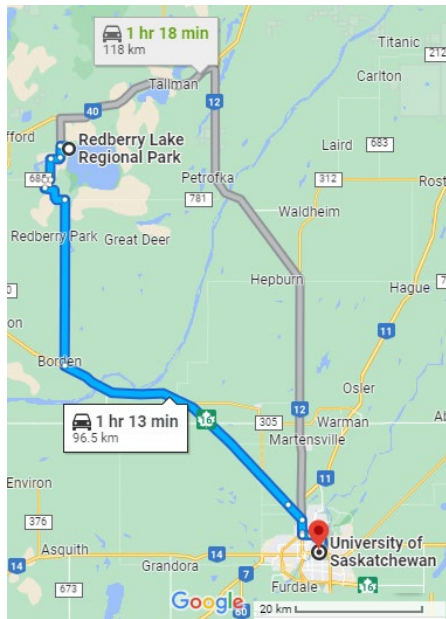 1 hr 18 min
118 km
Titanic
212
Tallman
Carlton
40
12
fford
Redberry Lake
Regional Park
Laird
683
685
Petrofka
312
Rost
781
Waldheim
Redberry Park
Great Deer
Hepburn
Hague
11
Borden
Osler
1 hr 13 min
96.5 km
16
12
305
Warman
Martensville
Environ
11
376
University of
Saskatchewan
Asquith
14
Grandora
14
7
673
Furdale
16
Google
60
20 km